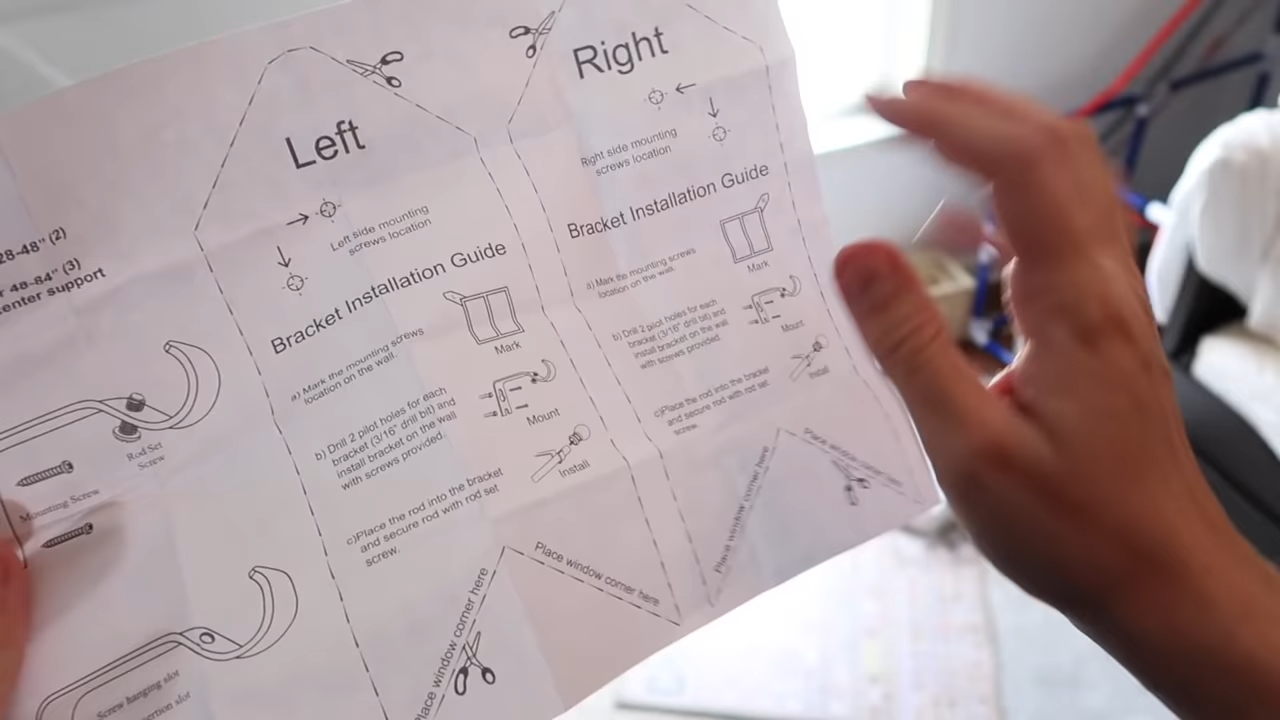 28-48" (2)
r 48-84" (3)
enter support
Rod Set
Screw
Mounting Screw
Screw hanging slot
ertion slot
Left
Left side mounting
screws location
Bracket Installation Guide
a) Mark the mounting screws
location on the wall.
Mark
b) Drill 2 pilot holes for each
bracket (3/16" drill bit) and
install bracket on the wall
with screws provided.
Mount
c)Place the rod into the bracket
and secure rod with rod set
screw.
Install
Place window corner here
Place window corner here
Right
Right side mounting
screws location
Bracket Installation Guide
a) Mark the mounting screws
location on the wall.
Mark
b) Drill 2 pilot holes for each
bracket (3/16" drill bit) and
install bracket on the wall
with screws provided.
Mount
c)Place the rod into the bracket
and secure rod with rod set
screw.
Install
Place window corner here
Place window corner here